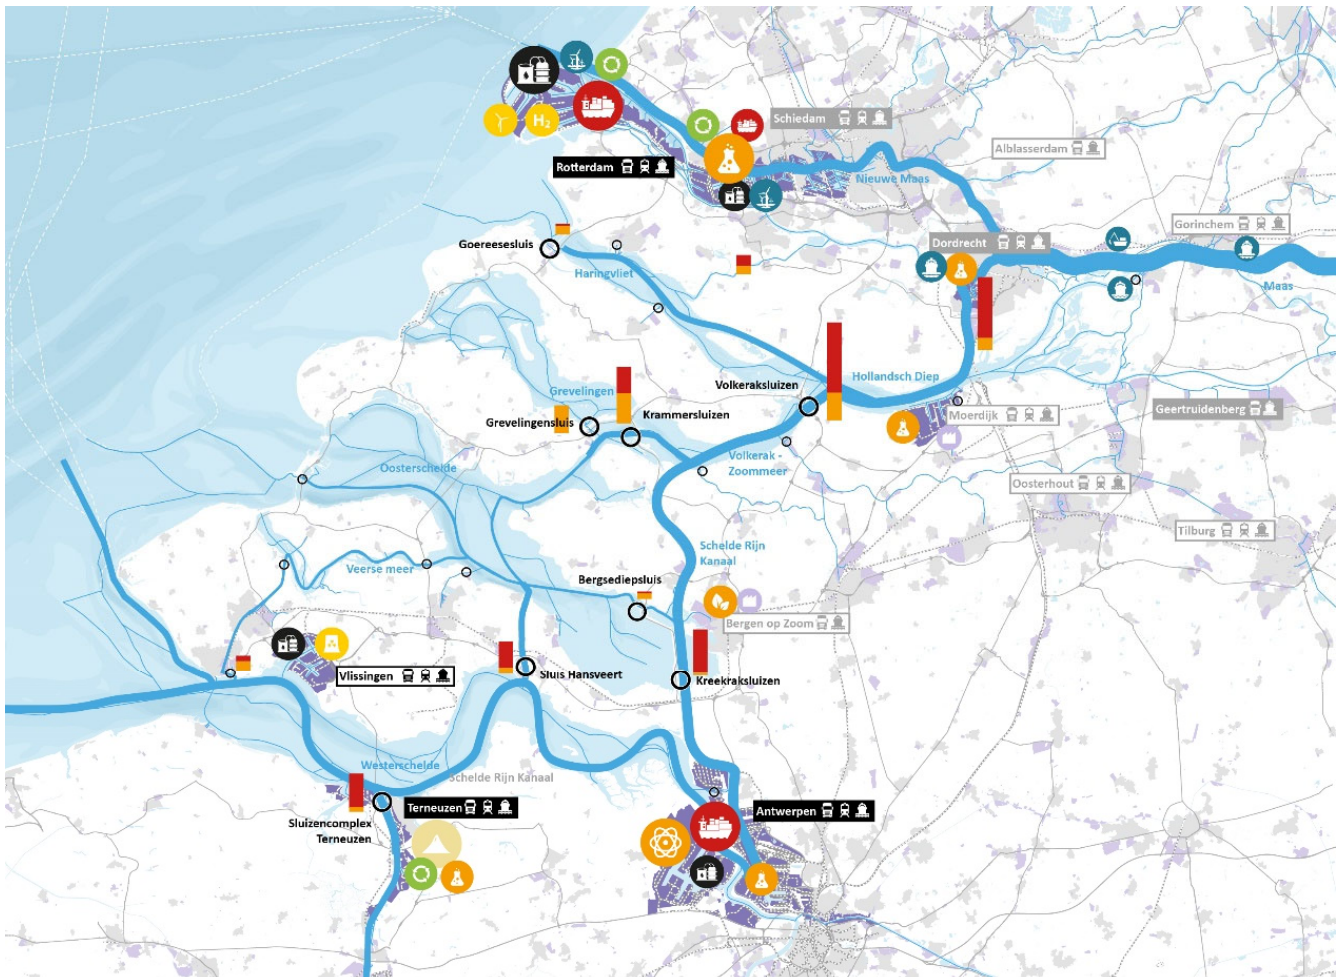 Schiedam
H₂
Alblasserdam
Rotterdam
Nieuwe Maas
Gorinchem
Goereesesluis
Dordrecht
Haringvliet
Maas
Hollandsch Diep
Volkeraksluizen
Grevelingen
Krammersluizen
Grevelingensluis
Moerdijk
Geertruidenberg
Oosterschelde
Volkerak -
Zoommeer
Oosterhout
Tilburg
Schelde Rijn
Kanaal
Veerse meer
Bergsediepsluis
Bergen op Zoom
Vlissingen
Sluis Hansveert
Kreekraksluizen
Westerschelde
Schelde Rijn Kanaal
Terneuzen
Antwerpen
Sluizencomplex
Terneuzen